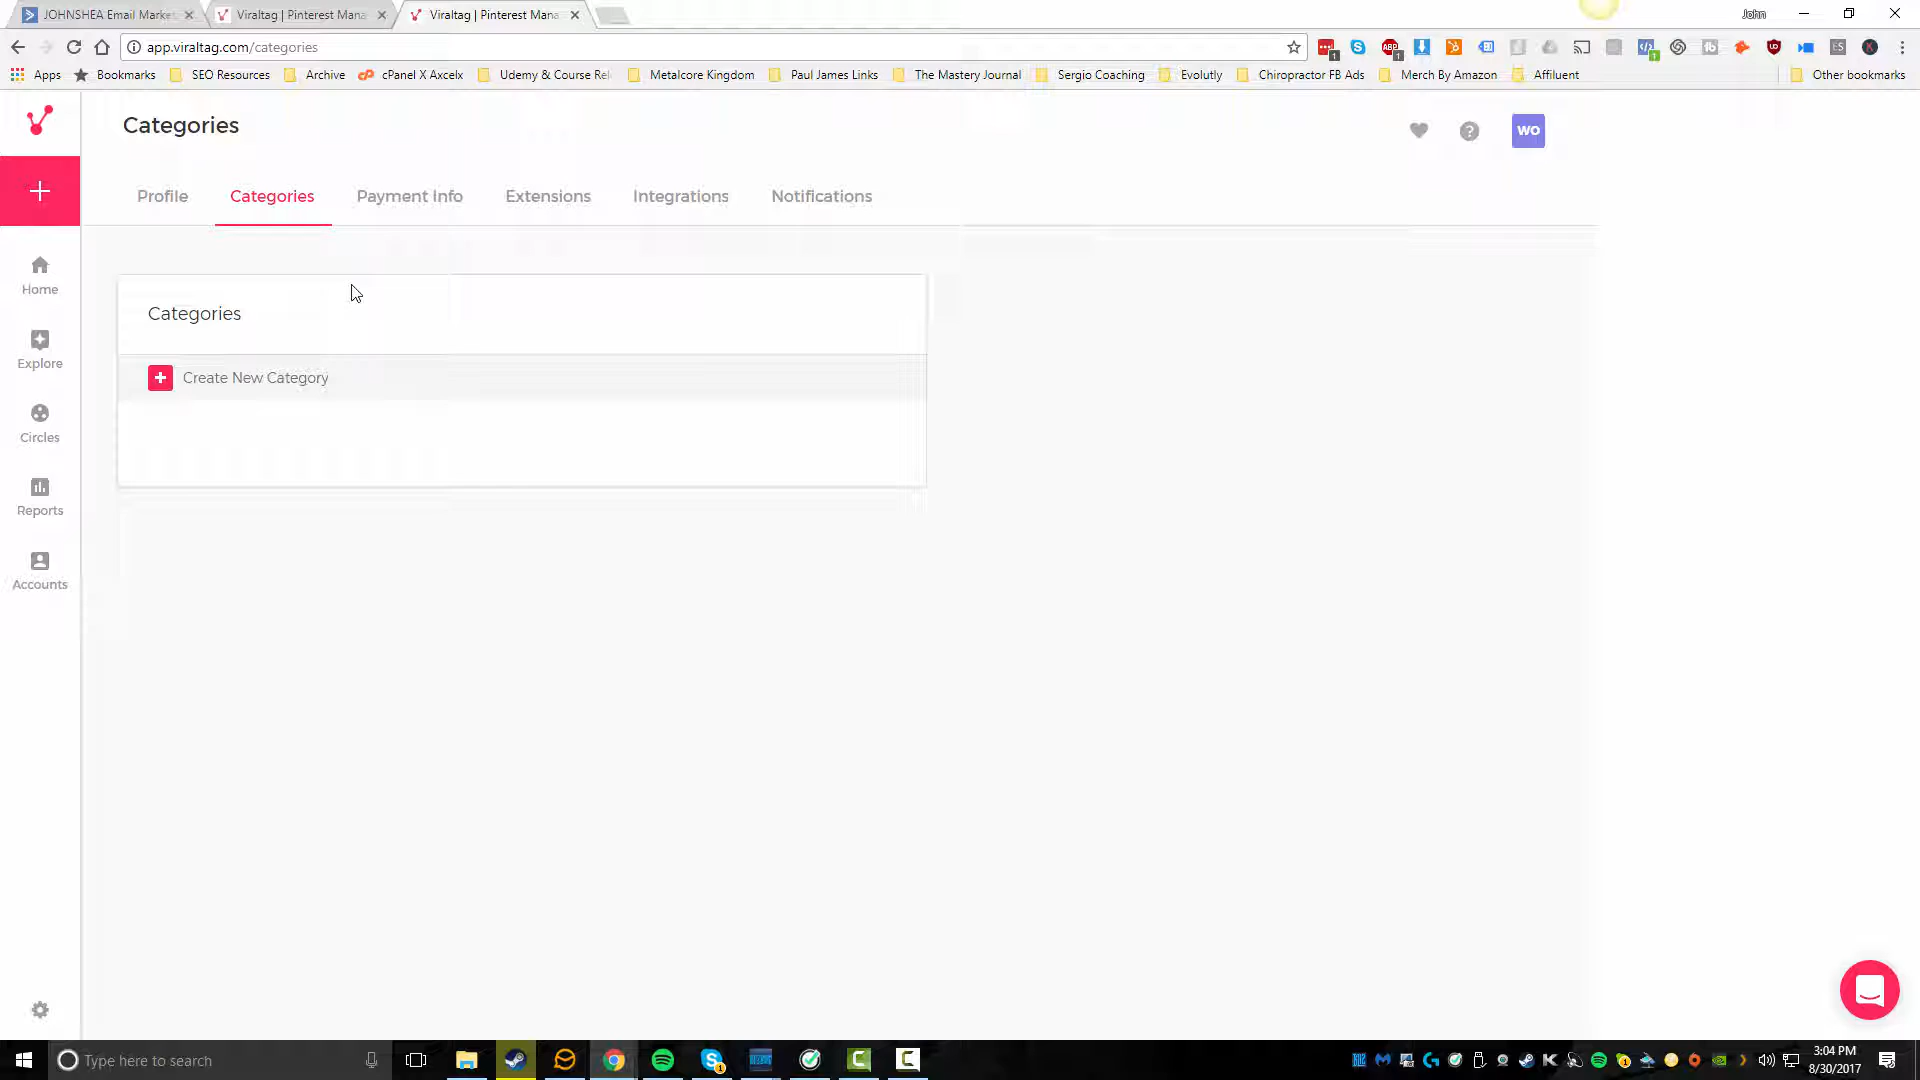 JOHNSHEA Email Market
Viraltag | Pinterest Mana
Viraltag | Pinterest Mana
John
app.viraltag.com/categories
Apps
Bookmarks
SEO Resources
Archive
cPanel X Axcelx
Udemy & Course Rel
Metalcore Kingdom
Paul James Links
The Mastery Journal
Sergio Coaching
Evolutly
Chiropractor FB Ads
Merch By Amazon
Affiluent
Other bookmarks
Categories
WO
Profile
Categories
Payment Info
Extensions
Integrations
Notifications
Home
Explore
Circles
Reports
Accounts
Categories
Create New Category
Type here to search
3:04 PM
8/30/2017